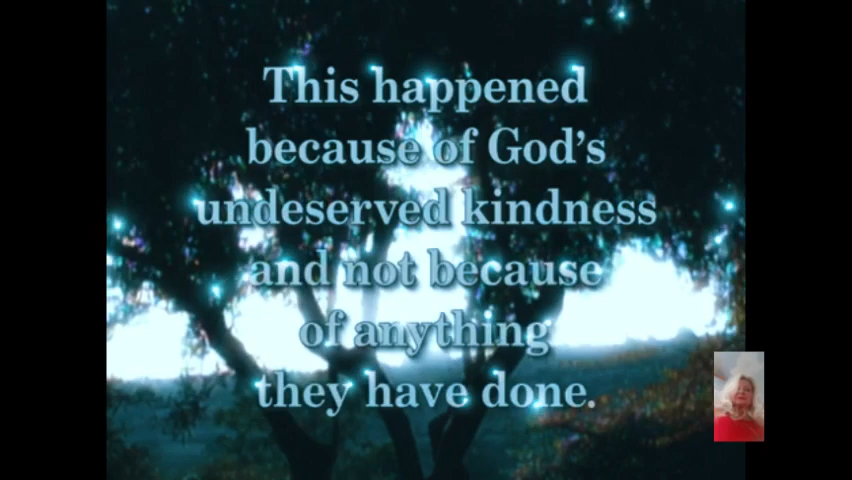 This happened
because of God's
undeserved kindness
and not because
of anything
they have done.